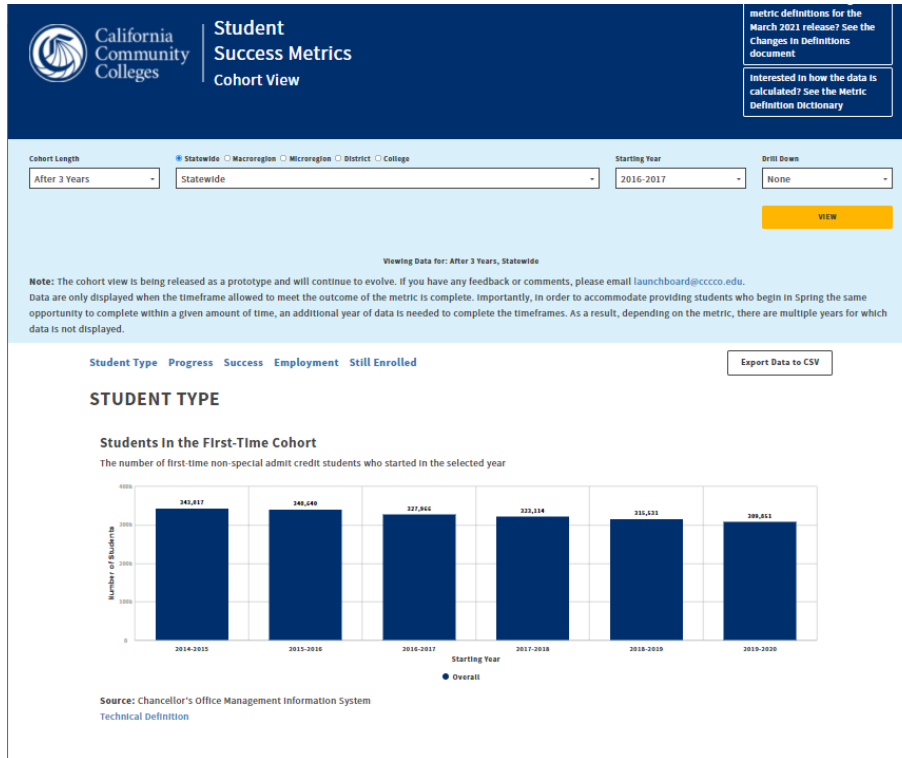 California
Community
Colleges
Student
Success Metrics
Cohort View
metric definitions for the
March 2021 release? See the
Changes in Definitions
document
Interested in how the data is
calculated? See the Metric
Definition Dictionary
Cohort Length
Statewide Macroregion Microregion District College
Starting Year
Drill Down
After 3 Years
Statewide
2016-2017
None
VIEW
Viewing Data for: After 3 Years, Statewide
Note: The cohort view is being released as a prototype and will continue to evolve. If you have any feedback or comments, please email launchboard@cccco.edu.
Data are only displayed when the timeframe allowed to meet the outcome of the metric is complete. Importantly, in order to accommodate providing students who begin in Spring the same
opportunity to complete within a given amount of time, an additional year of data is needed to complete the timeframes. As a result, depending on the metric, there are multiple years for which
data is not displayed.
Student Type Progress Success Employment Still Enrolled
Export Data to CSV
STUDENT TYPE
Students in the First-Time Cohort
The number of first-time non-special admit credit students who started in the selected year
400k
300k
200k
100k
0
Number of Students
340,640
323,114
2014-2015
2015-2016
2016-2017
2017-2018
2018-2019
2019-2020
Starting Year
Overall
Source: Chancellor's Office Management Information System
Technical Definition